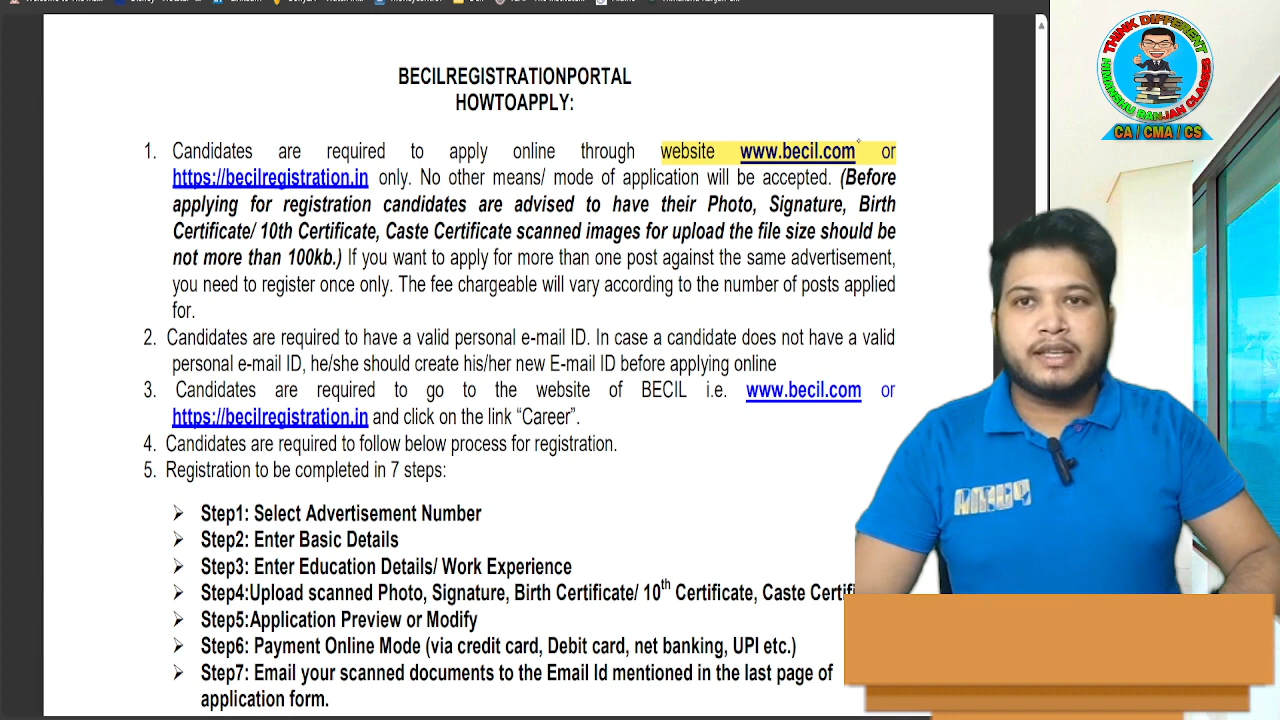 BECILREGISTRATIONPORTAL
HOWTOAPPLY:
1. Candidates are required to apply online through website www.becil.com or
https://becilregistration.in only. No other means/ mode of application will be accepted. (Before
applying for registration candidates are advised to have their Photo, Signature, Birth
Certificate/ 10th Certificate, Caste Certificate scanned images for upload the file size should be
not more than 100kb.) If you want to apply for more than one post against the same advertisement,
you need to register once only. The fee chargeable will vary according to the number of posts applied
for.
2. Candidates are required to have a valid personal e-mail ID. In case a candidate does not have a valid
personal e-mail ID, he/she should create his/her new E-mail ID before applying online
3. Candidates are required to go to the website of BECIL i.e. www.becil.com or
https://becilregistration.in and click on the link “Career”.
4. Candidates are required to follow below process for registration.
5. Registration to be completed in 7 steps:
➢ Step1: Select Advertisement Number
➢ Step2: Enter Basic Details
➢ Step3: Enter Education Details/ Work Experience
➢ Step4:Upload scanned Photo, Signature, Birth Certificate/ 10th Certificate, Caste Certifi
➢ Step5:Application Preview or Modify
➢ Step6: Payment Online Mode (via credit card, Debit card, net banking, UPI etc.)
➢ Step7: Email your scanned documents to the Email Id mentioned in the last page of
application form.
THINK DIFFERENT
HIMANSHU RANJAN CLASSES
CA / CMA / CS